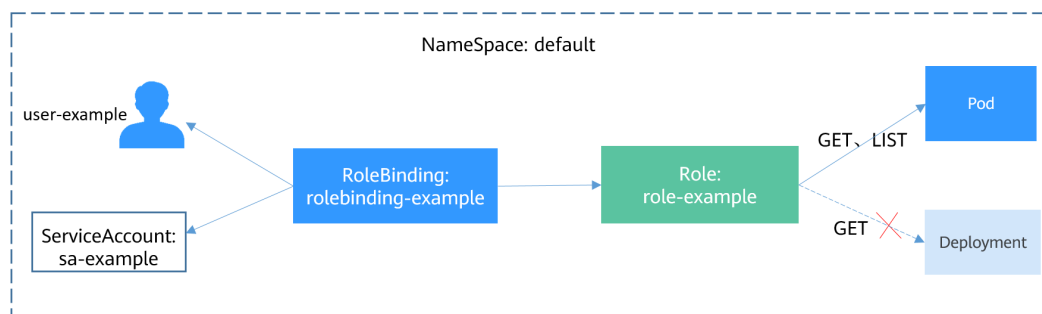 NameSpace: default
user-example
ServiceAccount:
sa-example
RoleBinding:
rolebinding-example
Role:
role-example
GET、LIST
GET
Pod
Deployment